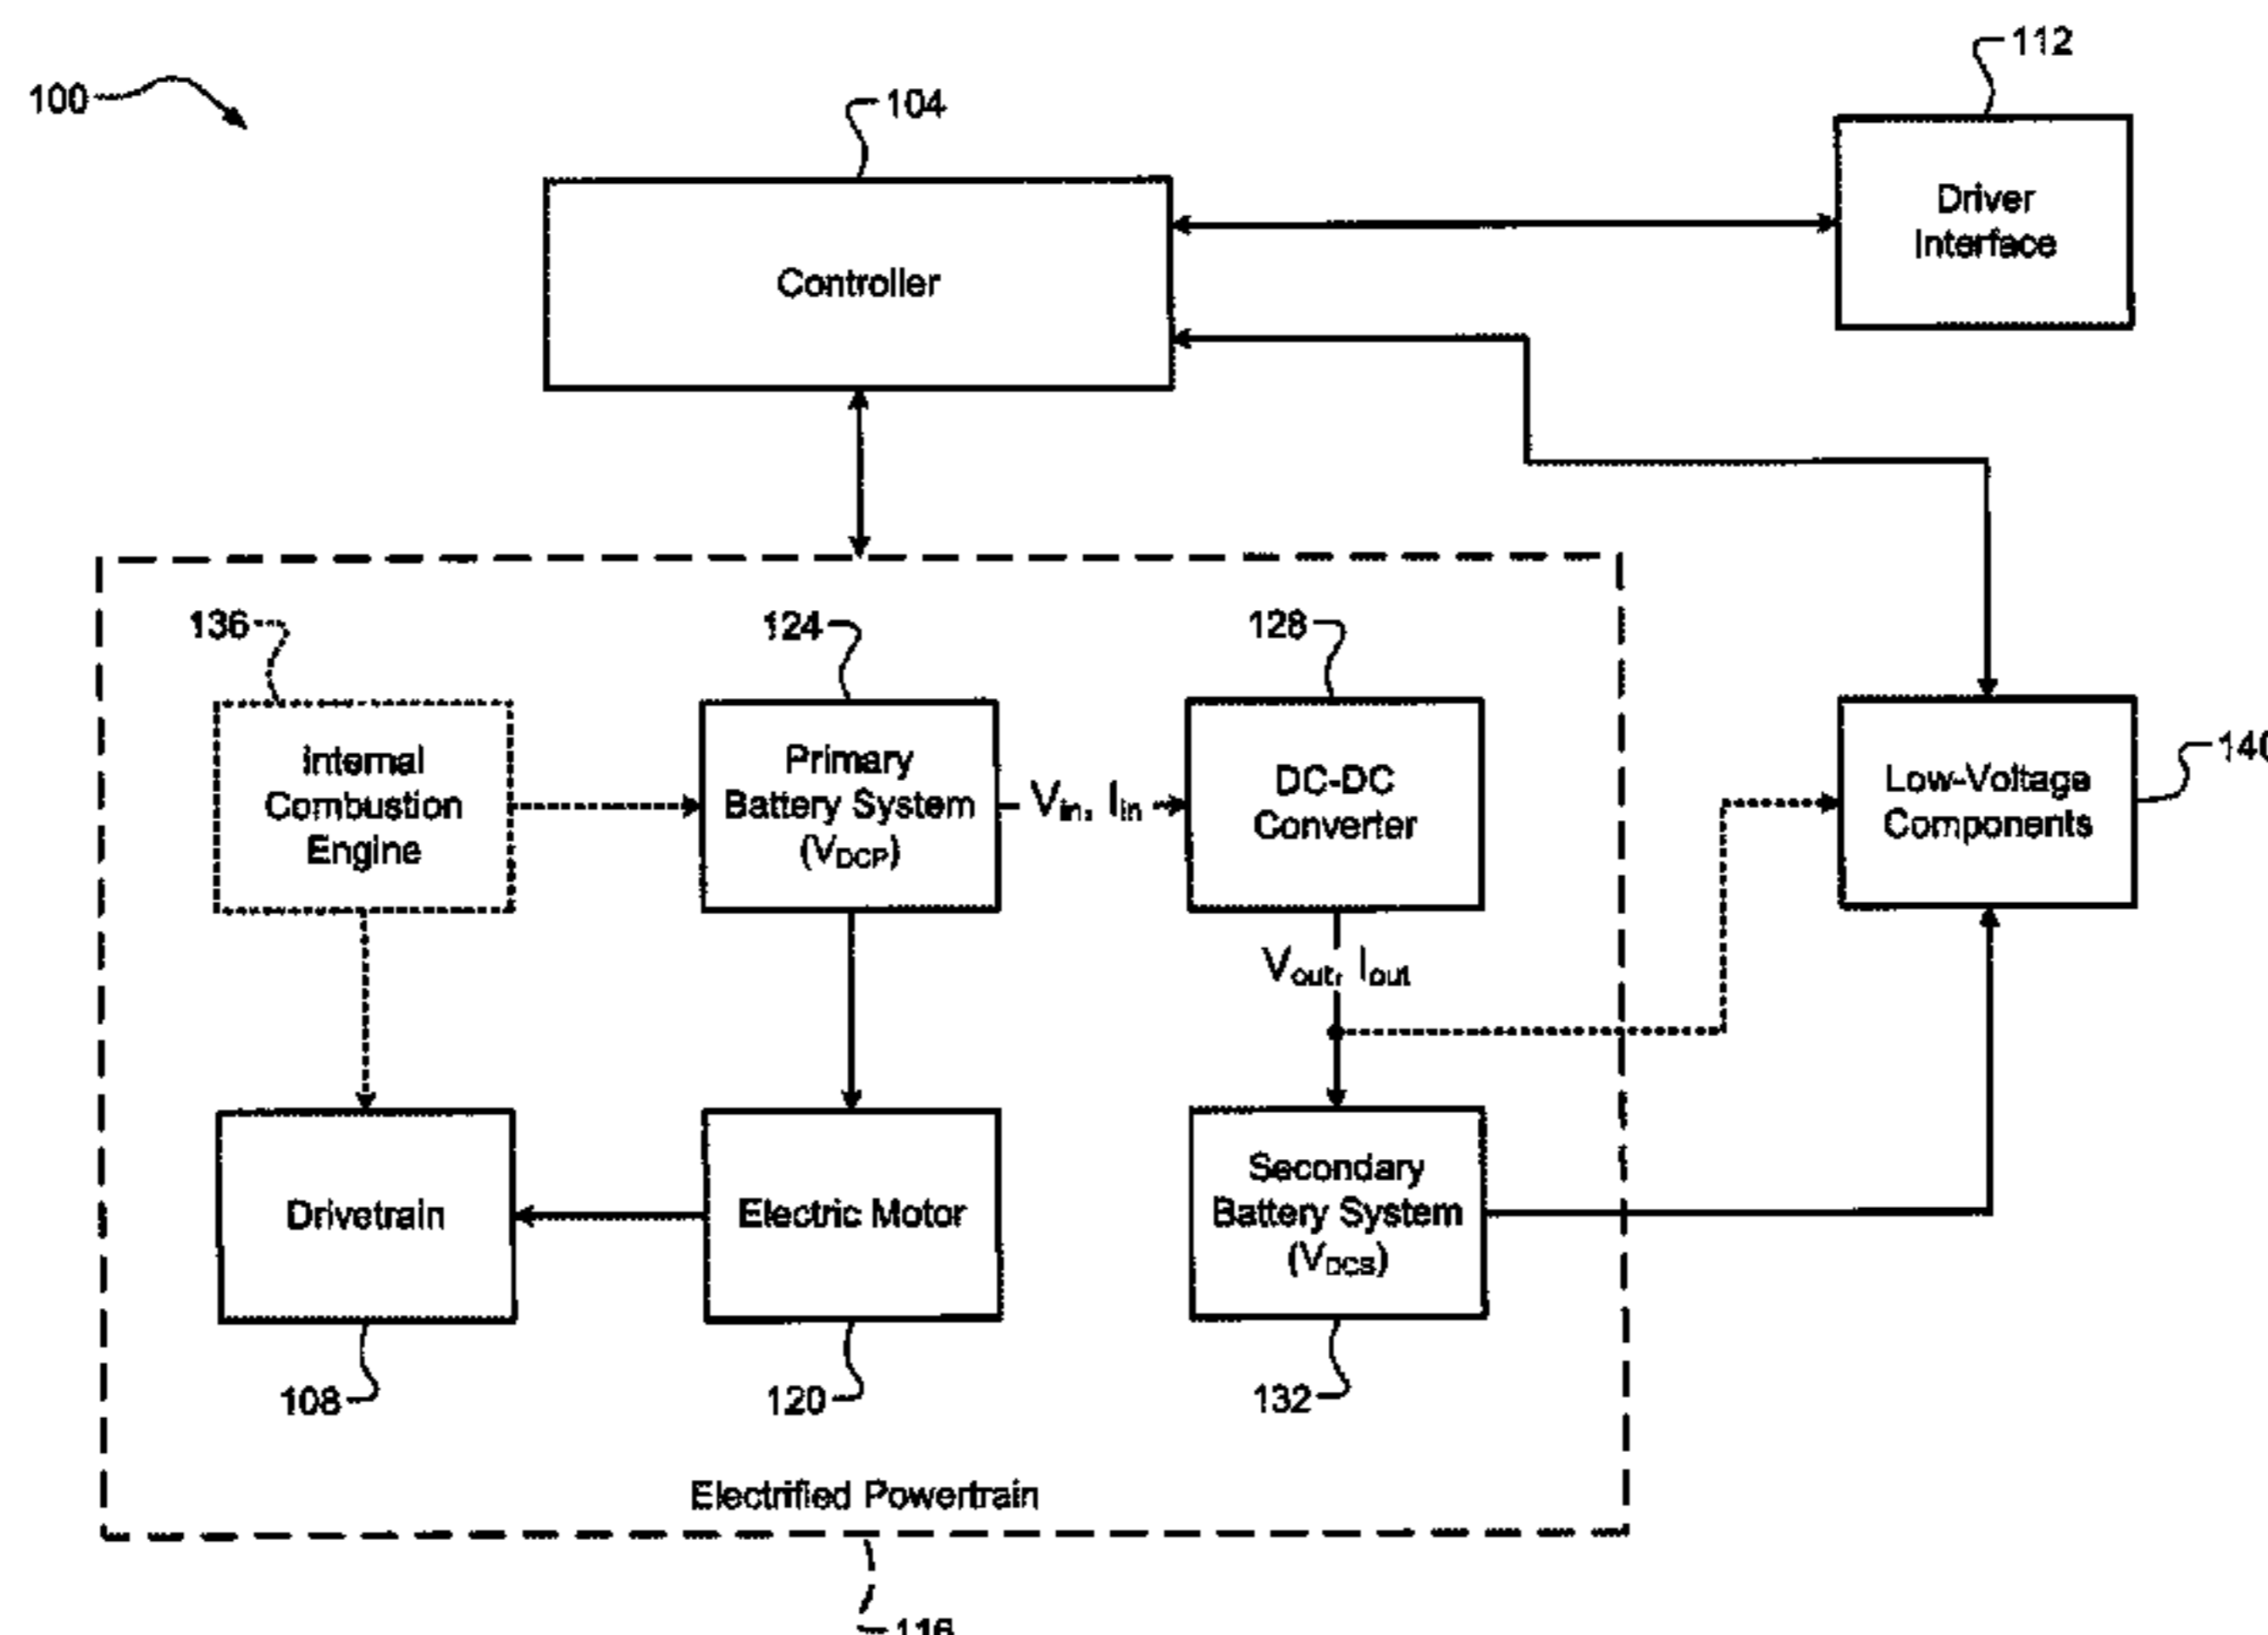 100
104
112
Controller
Driver
Interface
136
124
128
Internal
Combustion
Engine
Primary
Battery System
(VDCP)
Vin, Iin
DC-DC
Converter
Low-Voltage
Components
140
Vout, Iout
Drivetrain
Electric Motor
Secondary
Battery System
(VDCS)
108
120
132
Electrified Powertrain
116